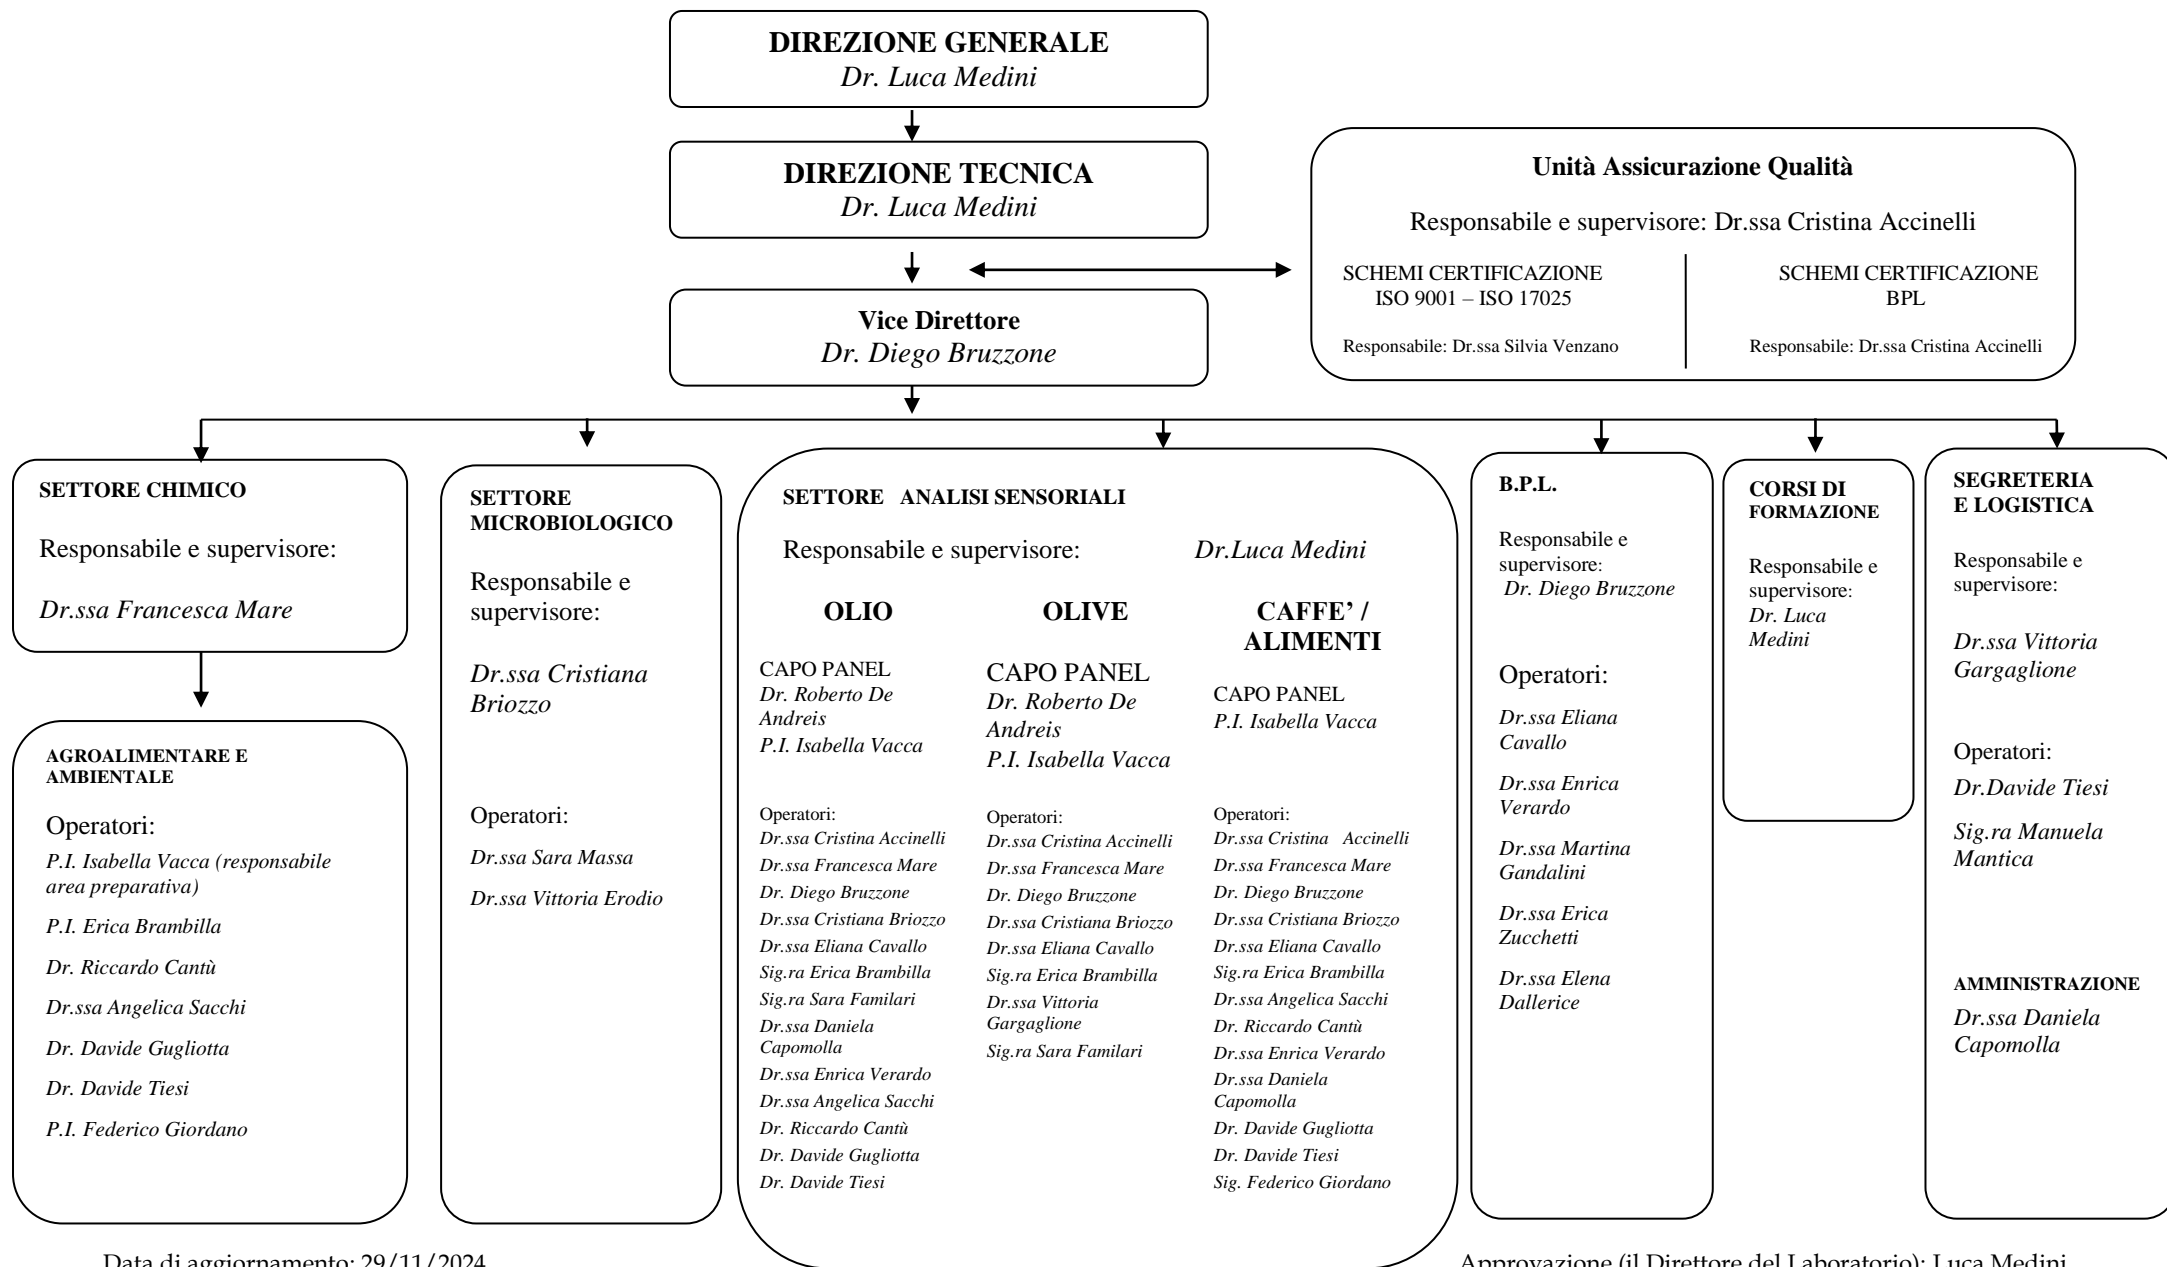 DIREZIONE GENERALE
Dr. Luca Medini
DIREZIONE TECNICA
Dr. Luca Medini
Vice Direttore
Dr. Diego Bruzzone
Unità Assicurazione Qualità
Responsabile e supervisore: Dr.ssa Cristina Accinelli
SCHEMI CERTIFICAZIONE
ISO 9001 – ISO 17025
Responsabile: Dr.ssa Silvia Venzano
SCHEMI CERTIFICAZIONE
BPL
Responsabile: Dr.ssa Cristina Accinelli
SETTORE CHIMICO
Responsabile e supervisore:
Dr.ssa Francesca Mare
AGROALIMENTARE E
AMBIENTALE
Operatori:
P.I. Isabella Vacca (responsabile
area preparativa)
P.I. Erica Brambilla
Dr. Riccardo Cantù
Dr.ssa Angelica Sacchi
Dr. Davide Gugliotta
Dr. Davide Tiesi
P.I. Federico Giordano
SETTORE
MICROBIOLOGICO
Responsabile e
supervisore:
Dr.ssa Cristiana
Briozzo
Operatori:
Dr.ssa Sara Massa
Dr.ssa Vittoria Erodio
SETTORE ANALISI SENSORIALI
Responsabile e supervisore: Dr.Luca Medini
OLIO
CAPO PANEL
Dr. Roberto De
Andreis
P.I. Isabella Vacca
Operatori:
Dr.ssa Cristina Accinelli
Dr.ssa Francesca Mare
Dr. Diego Bruzzone
Dr.ssa Cristiana Briozzo
Dr.ssa Eliana Cavallo
Sig.ra Erica Brambilla
Sig.ra Sara Familari
Dr.ssa Daniela
Capomolla
Dr.ssa Enrica Verardo
Dr.ssa Angelica Sacchi
Dr. Riccardo Cantù
Dr. Davide Gugliotta
Dr. Davide Tiesi
OLIVE
CAPO PANEL
Dr. Roberto De
Andreis
P.I. Isabella Vacca
Operatori:
Dr.ssa Cristina Accinelli
Dr.ssa Francesca Mare
Dr. Diego Bruzzone
Dr.ssa Cristiana Briozzo
Dr.ssa Eliana Cavallo
Sig.ra Erica Brambilla
Dr.ssa Vittoria
Gargaglione
Sig.ra Sara Familari
CAFFE’ /
ALIMENTI
CAPO PANEL
P.I. Isabella Vacca
Operatori:
Dr.ssa Cristina Accinelli
Dr.ssa Francesca Mare
Dr. Diego Bruzzone
Dr.ssa Cristiana Briozzo
Dr.ssa Eliana Cavallo
Sig.ra Erica Brambilla
Dr.ssa Angelica Sacchi
Dr. Riccardo Cantù
Dr.ssa Enrica Verardo
Dr.ssa Daniela
Capomolla
Dr. Davide Gugliotta
Dr. Davide Tiesi
Sig. Federico Giordano
B.P.L.
Responsabile e
supervisore:
Dr. Diego Bruzzone
Operatori:
Dr.ssa Eliana
Cavallo
Dr.ssa Enrica
Verardo
Dr.ssa Martina
Gandalini
Dr.ssa Erica
Zucchetti
Dr.ssa Elena
Dallerice
CORSI DI
FORMAZIONE
Responsabile e
supervisore:
Dr. Luca
Medini
SEGRETERIA
E LOGISTICA
Responsabile e
supervisore:
Dr.ssa Vittoria
Gargaglione
Operatori:
Dr.Davide Tiesi
Sig.ra Manuela
Mantica
AMMINISTRAZIONE
Dr.ssa Daniela
Capomolla
Data di aggiornamento: 29/11/2024
Approvazione (il Direttore del Laboratorio): Luca Medini